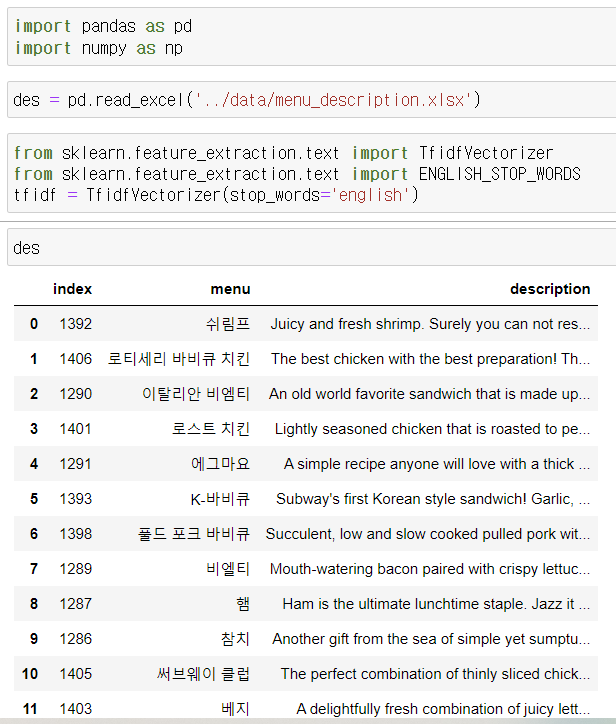 import pandas as pd
import numpy as np
des = pd.read_excel('../data/menu_description.xlsx')
from sklearn.feature_extraction.text import TfidfVectorizer
from sklearn.feature_extraction.text import ENGLISH_STOP_WORDS
tfidf = TfidfVectorizer(stop_words='english')
des
index menu description
0 1392 쉬림프 Juicy and fresh shrimp. Surely you can not res...
1 1406 로티세리 바비큐 치킨 The best chicken with the best preparation! Th...
2 1290 이탈리안 비엠티 An old world favorite sandwich that is made up...
3 1401 로스트 치킨 Lightly seasoned chicken that is roasted to pe...
4 1291 에그마요 A simple recipe anyone will love with a thick ...
5 1393 K-바비큐 Subway's first Korean style sandwich! Garlic, ...
6 1398 풀드 포크 바비큐 Succulent, low and slow cooked pulled pork wit...
7 1289 비엘티 Mouth-watering bacon paired with crispy lettuc...
8 1287 햄 Ham is the ultimate lunchtime staple. Jazz it ...
9 1286 참치 Another gift from the sea of simple yet sumptu...
10 1405 써브웨이 클럽 The perfect combination of thinly sliced chick...
11 1403 베지 A delightfully fresh combination of juicy lett...